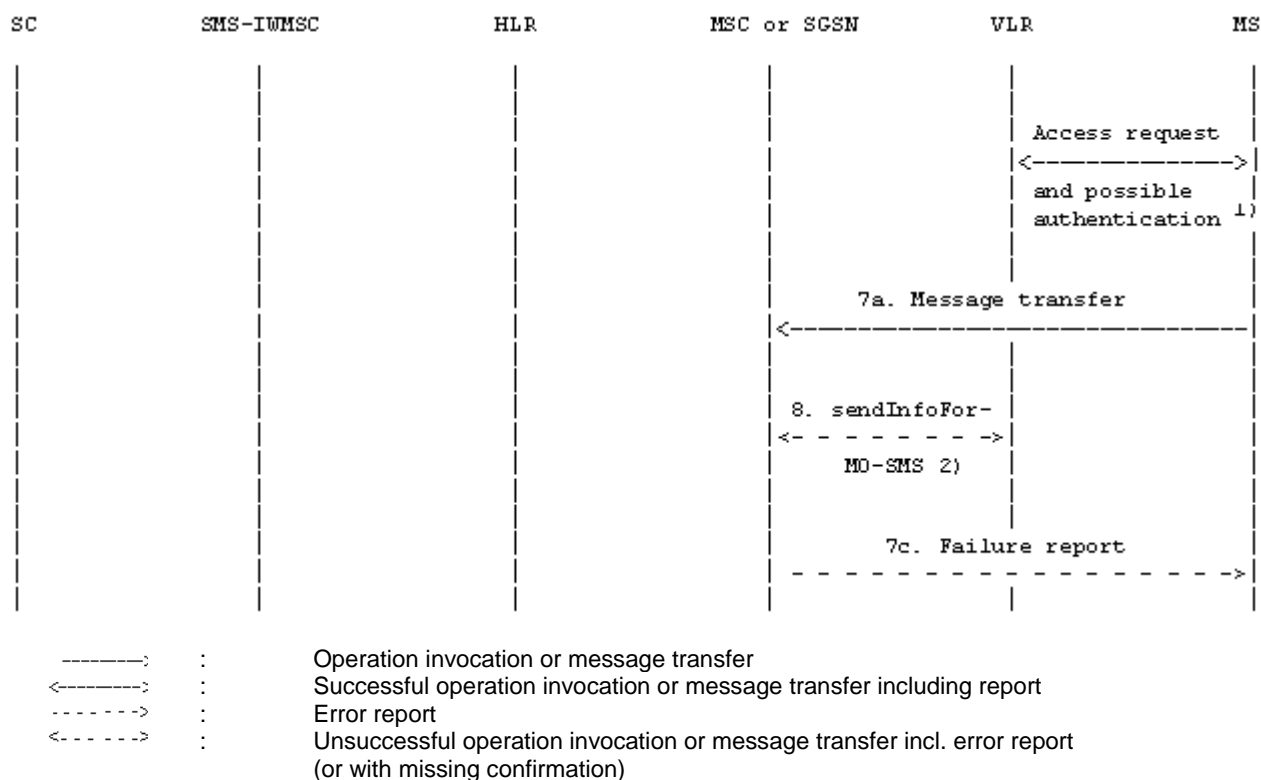 SC SMS-IWMSC HLR MSC or SGSN VLR MS
Access request
and possible
authentication 1)
7a. Message transfer
8. sendInfoFor-
MO-SMS 2)
7c. Failure report
: Operation invocation or message transfer
: Successful operation invocation or message transfer including report
: Error report
: Unsuccessful operation invocation or message transfer incl. error report
(or with missing confirmation)